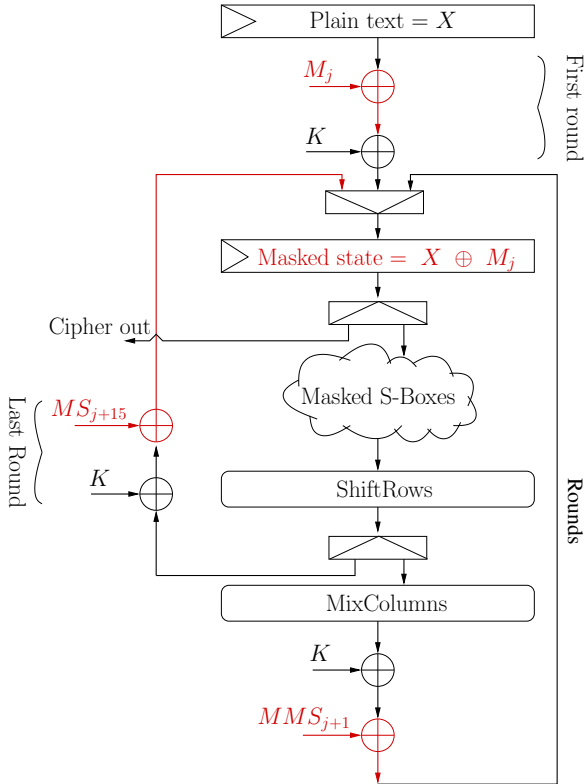 Plain text = X
M_j
First round
K
Masked state = X ⊕ M_j
Cipher out
Masked S-Boxes
MS_{j+15}
Last Round
K
ShiftRows
Rounds
MixColumns
K
MMS_{j+1}